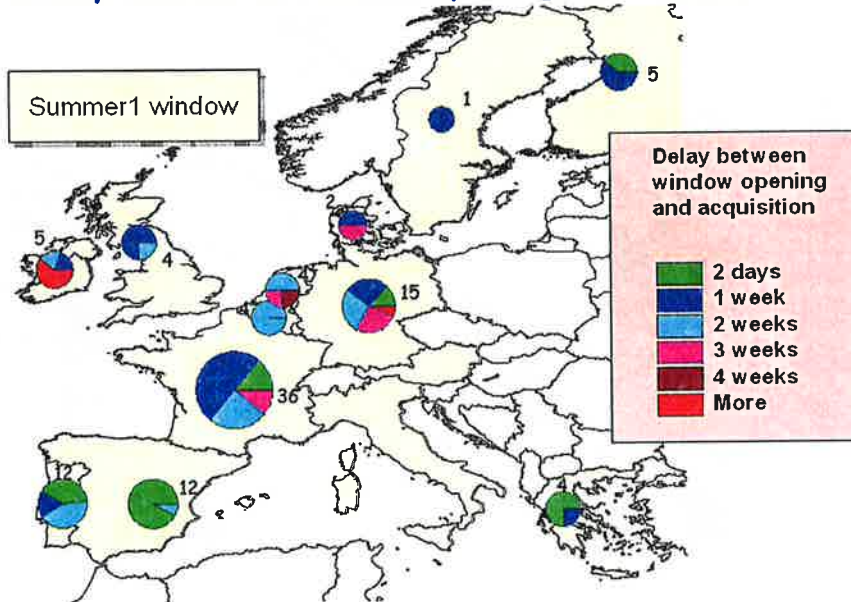 Summer1 window
1
5
Delay between
window opening
and acquisition
2 days
1 week
2 weeks
3 weeks
4 weeks
More
2
5
4
4
15
36
12
12
4